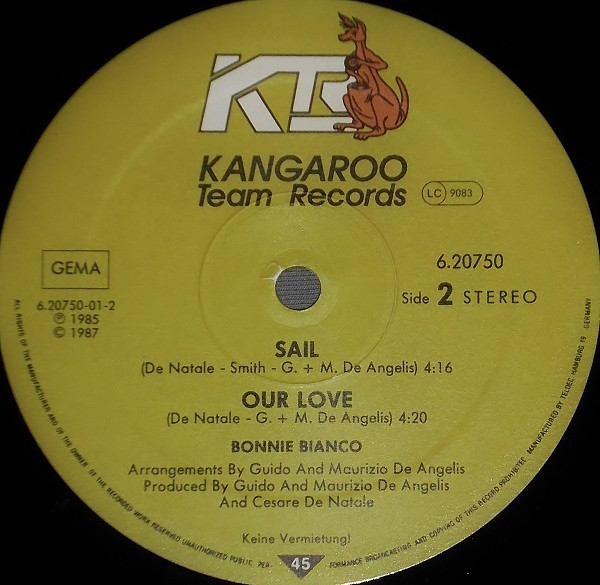 KTR
KANGAROO
Team Records
LC 9083
GEMA
6.20750
6.20750-01-2
Side 2 STEREO
℗ 1985
© 1987
SAIL
(De Natale - Smith - G. + M. De Angelis) 4:16
OUR LOVE
(De Natale - G. + M. De Angelis) 4:20
BONNIE BIANCO
Arrangements By Guido And Maurizio De Angelis
Produced By Guido And Maurizio De Angelis
And Cesare De Natale
Keine Vermietung!
45
ALL RIGHTS OF THE MANUFACTURER AND OF THE OWNER OF THE RECORDED WORK RESERVED UNAUTHORIZED PUBLIC PER- FORMANCE BROADCASTING AND COPYING OF THIS RECORD PROHIBITED MANUFACTURED BY TELDEC HAMBURG 19 GERMANY